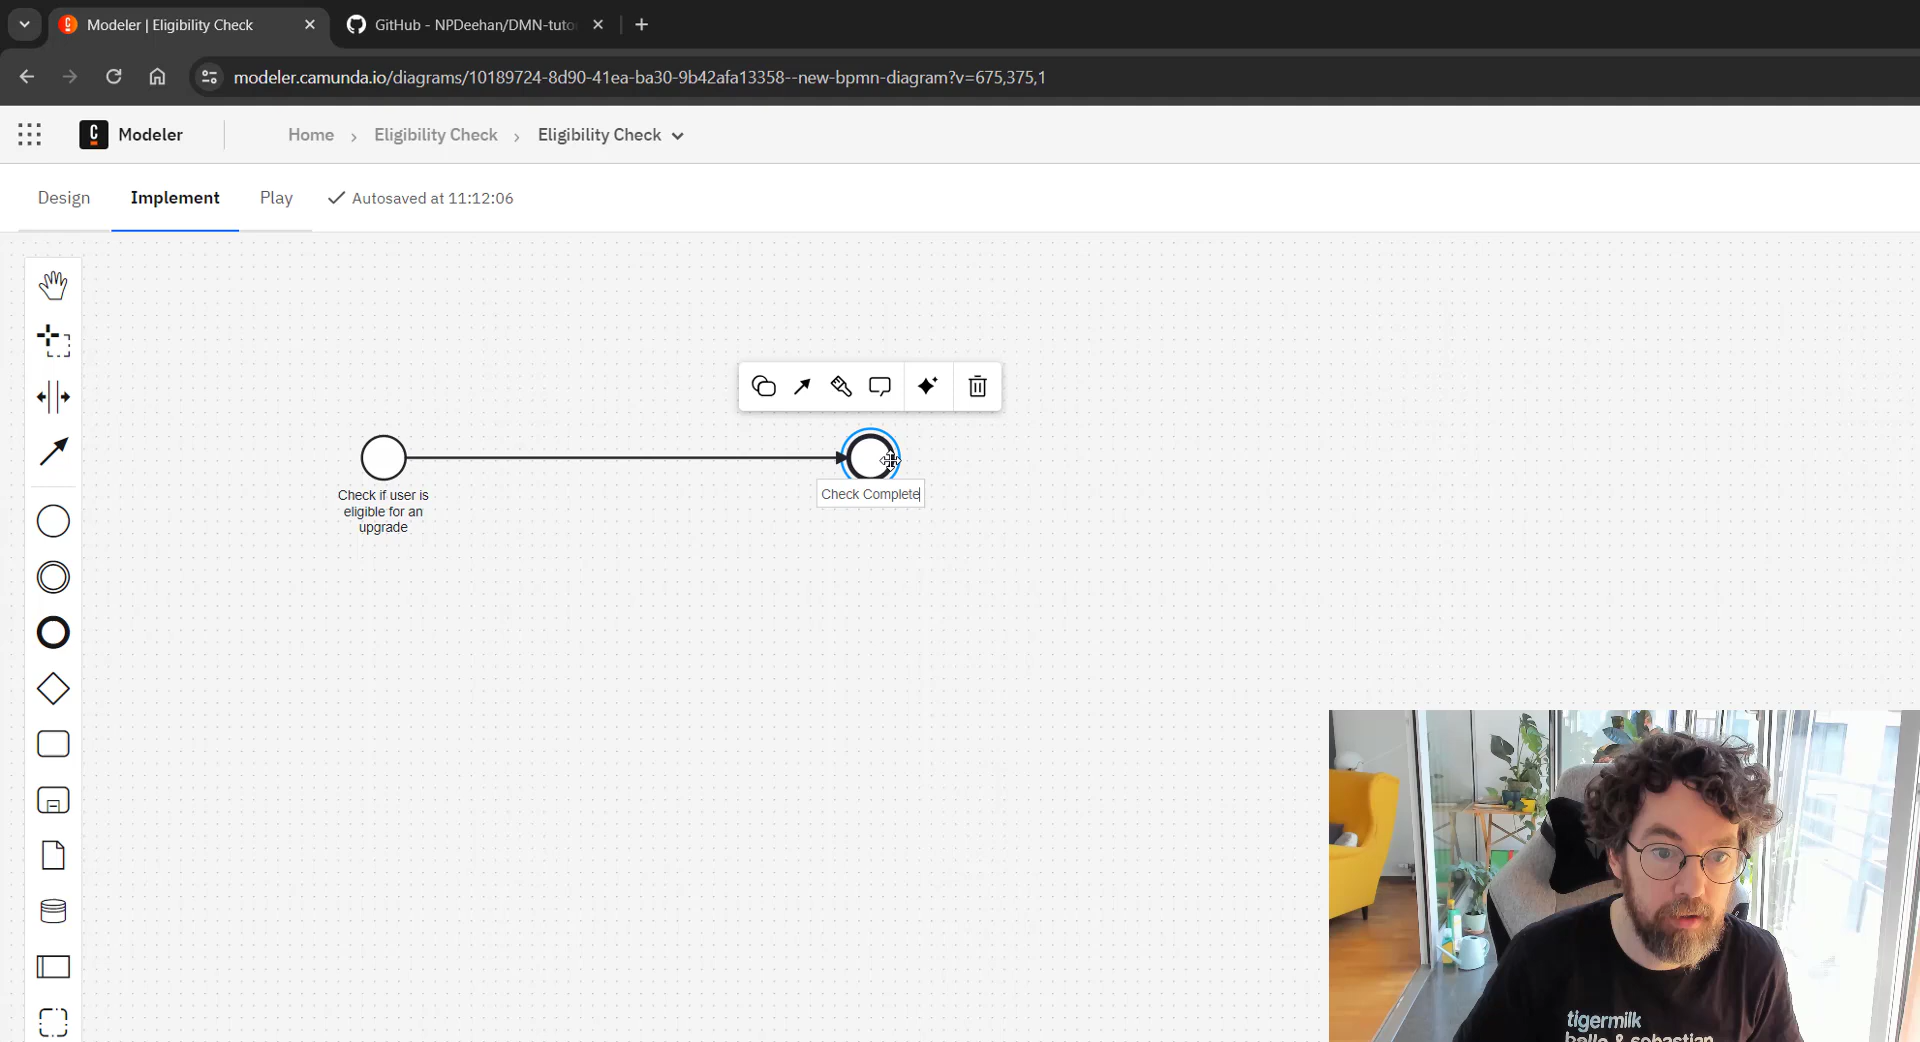 Modeler | Eligibility Check
GitHub - NPDeehan/DMN-tuto
modeler.camunda.io/diagrams/10189724-8d90-41ea-ba30-9b42afa13358--new-bpmn-diagram?v=675,375,1
C Modeler
Home > Eligibility Check > Eligibility Check
Design Implement Play Autosaved at 11:12:06
Check if user is
eligible for an
upgrade
Check Complete
tigermilk
belle & sebastian